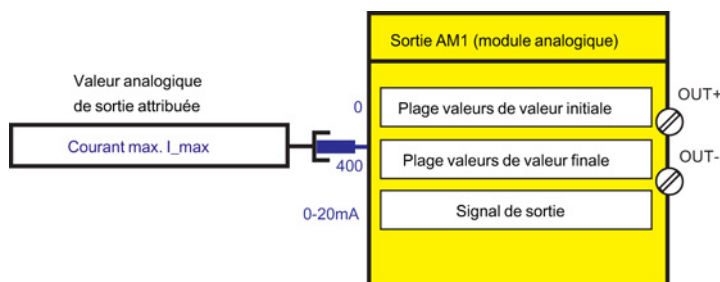 Sortie AM1 (module analogique)
Valeur analogique
de sortie attribuée
Courant max. I_max
0
Plage valeurs de valeur initiale
OUT+
400
Plage valeurs de valeur finale
OUT-
0-20mA
Signal de sortie